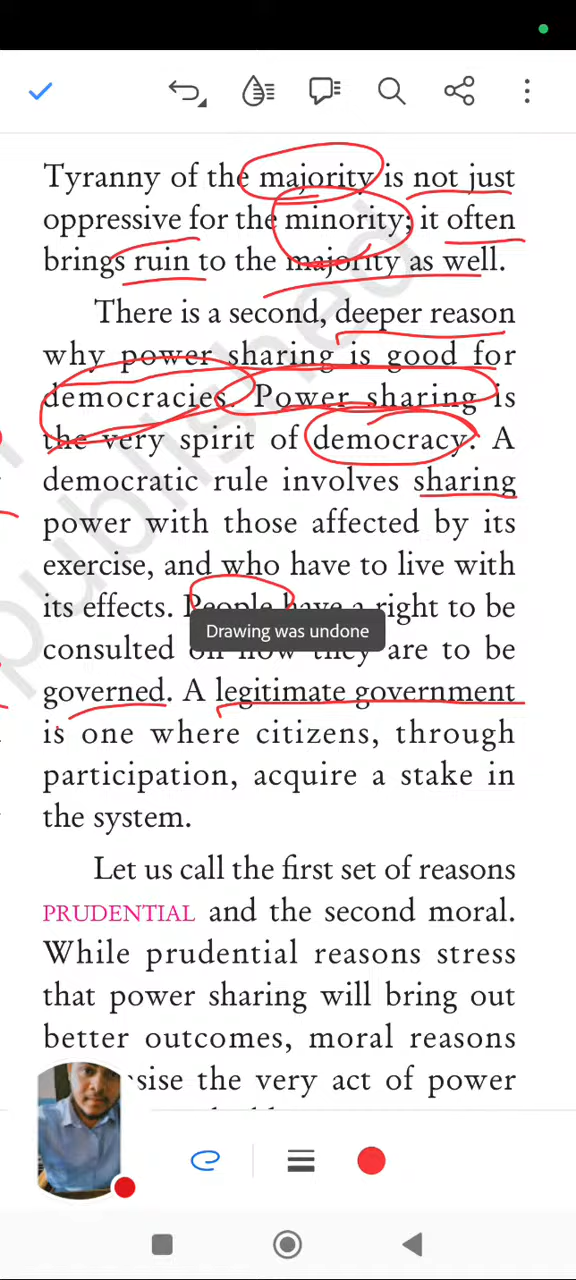 Tyranny of the majority is not just
oppressive for the minority; it often
brings ruin to the majority as well.
There is a second, deeper reason
why power sharing is good for
democracies. Power sharing is
the very spirit of democracy. A
democratic rule involves sharing
power with those affected by its
exercise, and who have to live with
its effects. People have a right to be
Drawing was undone
consulted on how they are to be
governed. A legitimate government
is one where citizens, through
participation, acquire a stake in
the system.
Let us call the first set of reasons
PRUDENTIAL and the second moral.
While prudential reasons stress
that power sharing will bring out
better outcomes, moral reasons
sise the very act of power
published